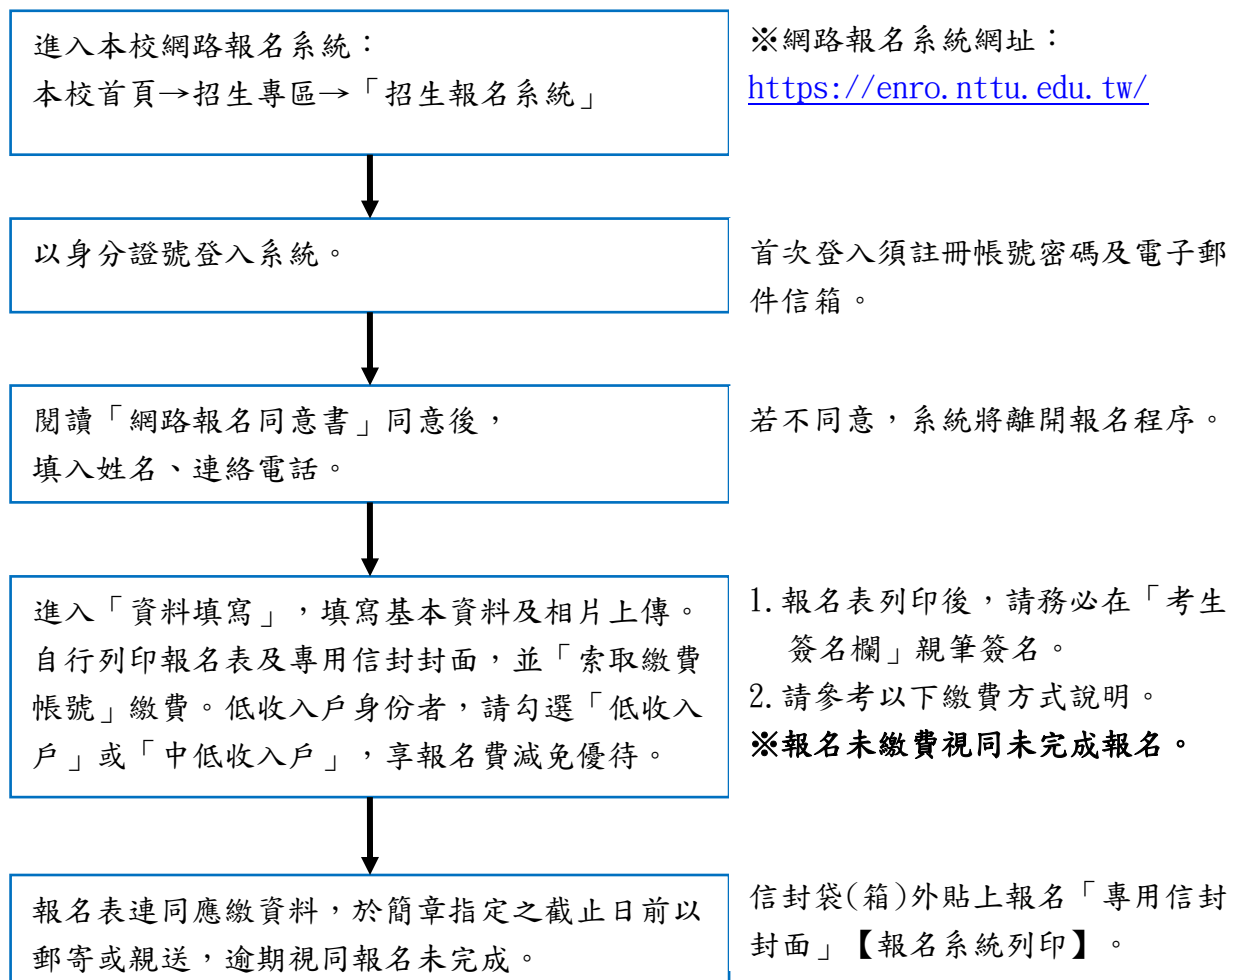 進入本校網路報名系統：
本校首頁→招生專區→「招生報名系統」
※網路報名系統網址：
https://enro.nttu.edu.tw/
以身分證號登入系統。
首次登入須註冊帳號密碼及電子郵
件信箱。
閱讀「網路報名同意書」同意後，
填入姓名、連絡電話。
若不同意，系統將離開報名程序。
進入「資料填寫」，填寫基本資料及相片上傳。
自行列印報名表及專用信封封面，並「索取繳費
帳號」繳費。低收入戶身份者，請勾選「低收入
戶」或「中低收入戶」，享報名費減免優待。
1.報名表列印後，請務必在「考生
簽名欄」親筆簽名。
2.請參考以下繳費方式說明。
※報名未繳費視同未完成報名。
報名表連同應繳資料，於簡章指定之截止日前以
郵寄或親送，逾期視同報名未完成。
信封袋(箱)外貼上報名「專用信封
封面」【報名系統列印】。